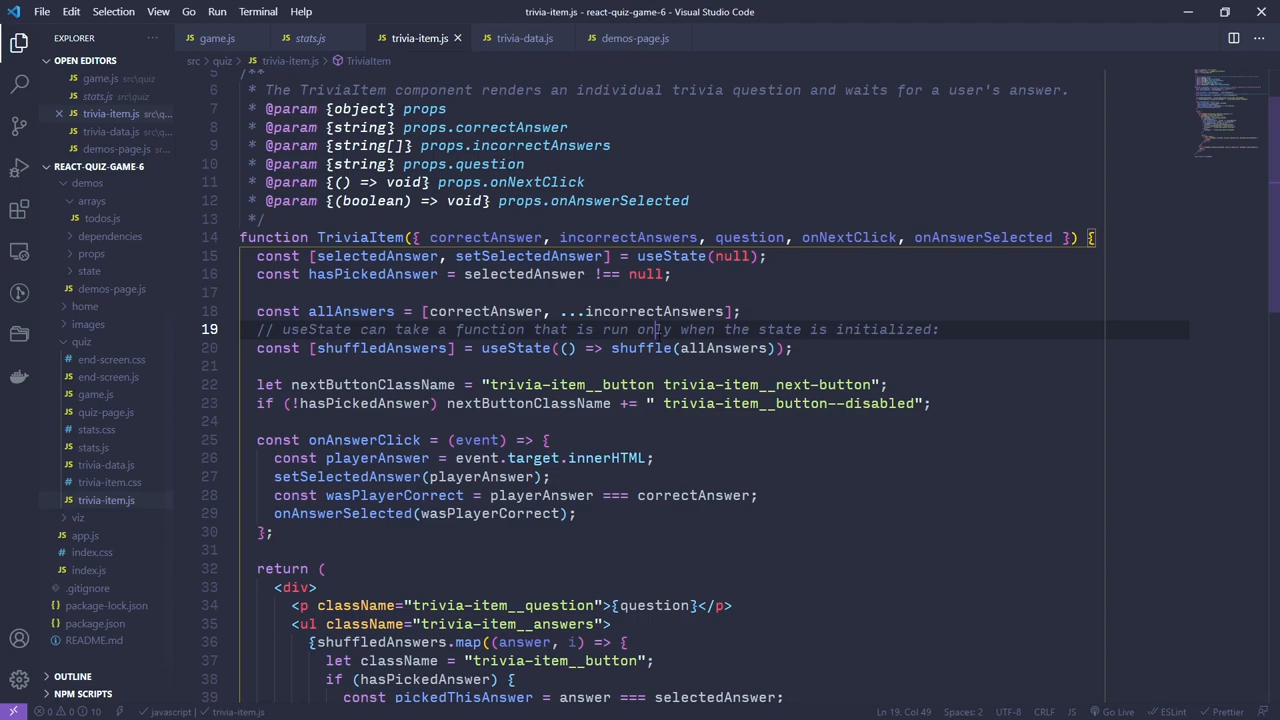 File Edit Selection View Go Run Terminal Help
trivia-item.js - react-quiz-game-6 - Visual Studio Code
EXPLORER
OPEN EDITORS
game.js src\quiz
stats.js src\quiz
trivia-item.js src\q...
trivia-data.js src\q...
demos-page.js src...
REACT-QUIZ-GAME-6
demos
arrays
todos.js
dependencies
props
state
demos-page.js
home
images
quiz
end-screen.css
end-screen.js
game.js
quiz-page.js
stats.css
stats.js
trivia-data.js
trivia-item.css
trivia-item.js
viz
app.js
index.css
index.js
.gitignore
package-lock.json
package.json
README.md
OUTLINE
NPM SCRIPTS
game.js stats.js trivia-item.js trivia-data.js demos-page.js
src > quiz > trivia-item.js > TriviaItem
5 /**
6 * The TriviaItem component renders an individual trivia question and waits for a user's answer.
7 * @param {object} props
8 * @param {string} props.correctAnswer
9 * @param {string[]} props.incorrectAnswers
10 * @param {string} props.question
11 * @param {() => void} props.onNextClick
12 * @param {(boolean) => void} props.onAnswerSelected
13 */
14 function TriviaItem({ correctAnswer, incorrectAnswers, question, onNextClick, onAnswerSelected }) {
15 const [selectedAnswer, setSelectedAnswer] = useState(null);
16 const hasPickedAnswer = selectedAnswer !== null;
17
18 const allAnswers = [correctAnswer, ...incorrectAnswers];
19 // useState can take a function that is run only when the state is initialized:
20 const [shuffledAnswers] = useState(() => shuffle(allAnswers));
21
22 let nextButtonClassName = "trivia-item__button trivia-item__next-button";
23 if (!hasPickedAnswer) nextButtonClassName += " trivia-item__button--disabled";
24
25 const onAnswerClick = (event) => {
26 const playerAnswer = event.target.innerHTML;
27 setSelectedAnswer(playerAnswer);
28 const wasPlayerCorrect = playerAnswer === correctAnswer;
29 onAnswerSelected(wasPlayerCorrect);
30 };
31
32 return (
33 <div>
34 <p className="trivia-item__question">{question}</p>
35 <ul className="trivia-item__answers">
36 {shuffledAnswers.map((answer, i) => {
37 let className = "trivia-item__button";
38 if (hasPickedAnswer) {
39 const pickedThisAnswer = answer === selectedAnswer;
0 0 10 javascript trivia-item.js Ln 19, Col 49 Spaces: 2 UTF-8 CRLF JS Go Live ESLint Prettier